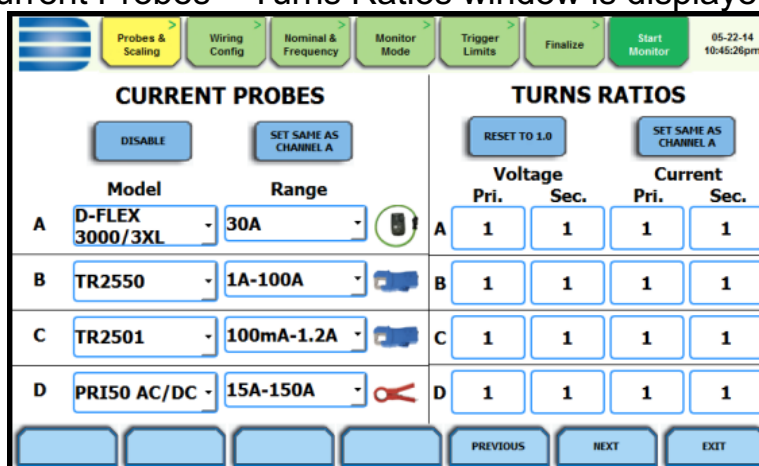 urrent Probes – Turns Ratios window is displaye
Probes & Scaling
Wiring Config
Nominal & Frequency
Monitor Mode
Trigger Limits
Finalize
Start Monitor
05-22-14
10:45:26pm
CURRENT PROBES
TURNS RATIOS
DISABLE
SET SAME AS CHANNEL A
RESET TO 1.0
SET SAME AS CHANNEL A
Voltage
Current
Model
Range
Pri.
Sec.
Pri.
Sec.
A
D-FLEX 3000/3XL
30A
A
1
1
1
1
B
TR2550
1A-100A
B
1
1
1
1
C
TR2501
100mA-1.2A
C
1
1
1
1
D
PRI50 AC/DC
15A-150A
D
1
1
1
1
PREVIOUS
NEXT
EXIT